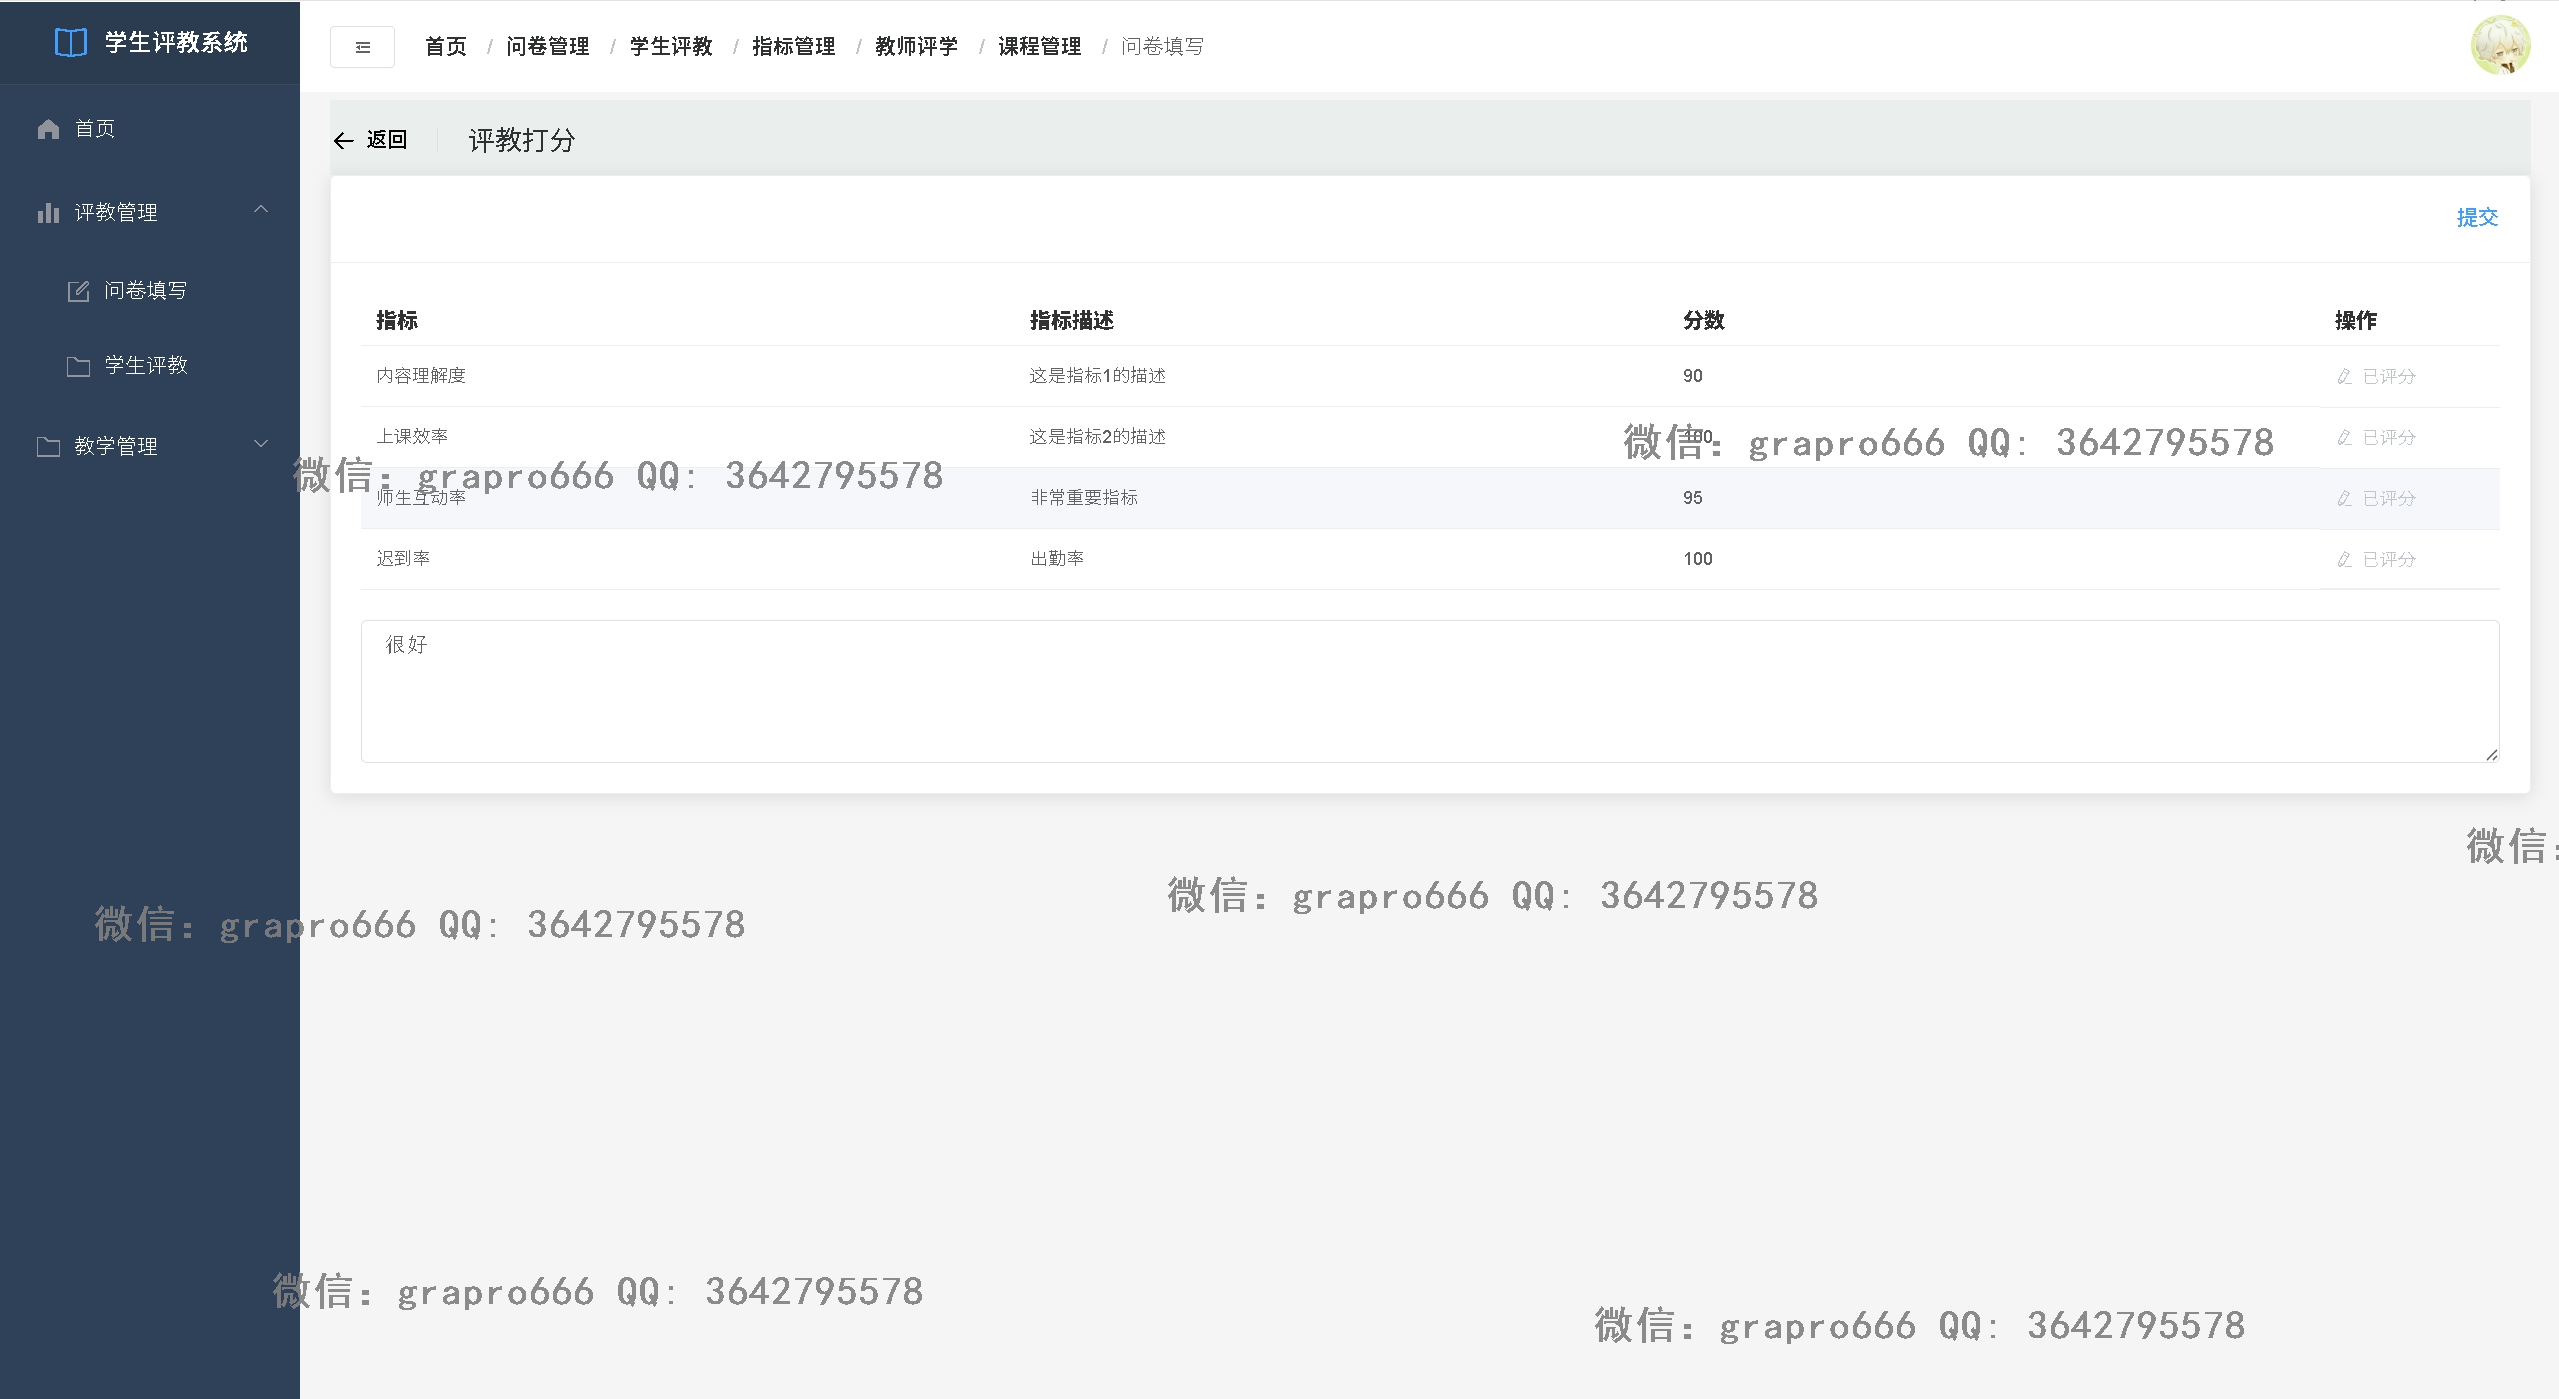 学生评教系统
首页 / 问卷管理 / 学生评教 / 指标管理 / 教师评学 / 课程管理 / 问卷填写
首页
评教管理
问卷填写
学生评教
教学管理
返回 评教打分
提交
指标 指标描述 分数 操作
内容理解度 这是指标1的描述 90 已评分
上课效率 这是指标2的描述 100 已评分
师生互动率 非常重要指标 95 已评分
迟到率 出勤率 100 已评分
很好
微信：grapro666 QQ: 3642795578
微信：grapro666 QQ: 3642795578
微信：
微信：grapro666 QQ: 3642795578
微信：grapro666 QQ: 3642795578
微信：grapro666 QQ: 3642795578
微信：grapro666 QQ: 3642795578